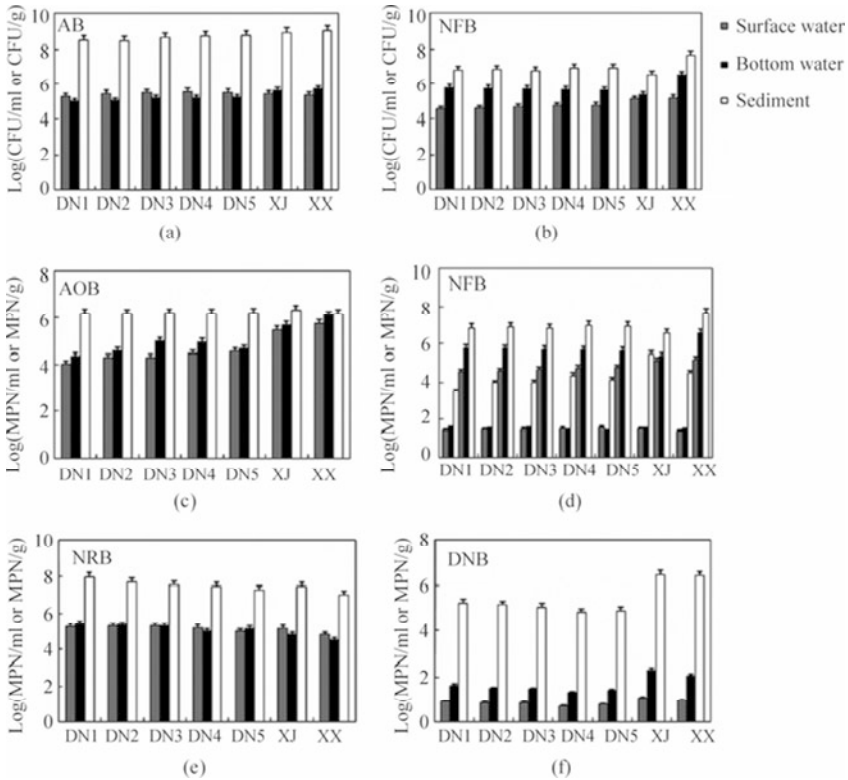 AB
Log(CFU/ml or CFU/g)
10
8
6
4
2
0
DN1 DN2 DN3 DN4 DN5 XJ XX
(a)
NFB
Log(CFU/ml or CFU/g)
10
8
6
4
2
0
DN1 DN2 DN3 DN4 DN5 XJ XX
(b)
Surface water
Bottom water
Sediment
AOB
Log(MPN/ml or MPN/g)
8
6
4
2
0
DN1 DN2 DN3 DN4 DN5 XJ XX
(c)
NFB
Log(MPN/ml or MFN/g)
10
8
6
4
2
0
DN1 DN2 DN3 DN4 DN5 XJ XX
(d)
NRB
Log(MPN/ml or MPN/g)
10
8
6
4
2
0
DN1 DN2 DN3 DN4 DN5 XJ XX
(e)
DNB
Log(MPN/ml or MPN/g)
8
6
4
2
0
DN1 DN2 DN3 DN4 DN5 XJ XX
(f)